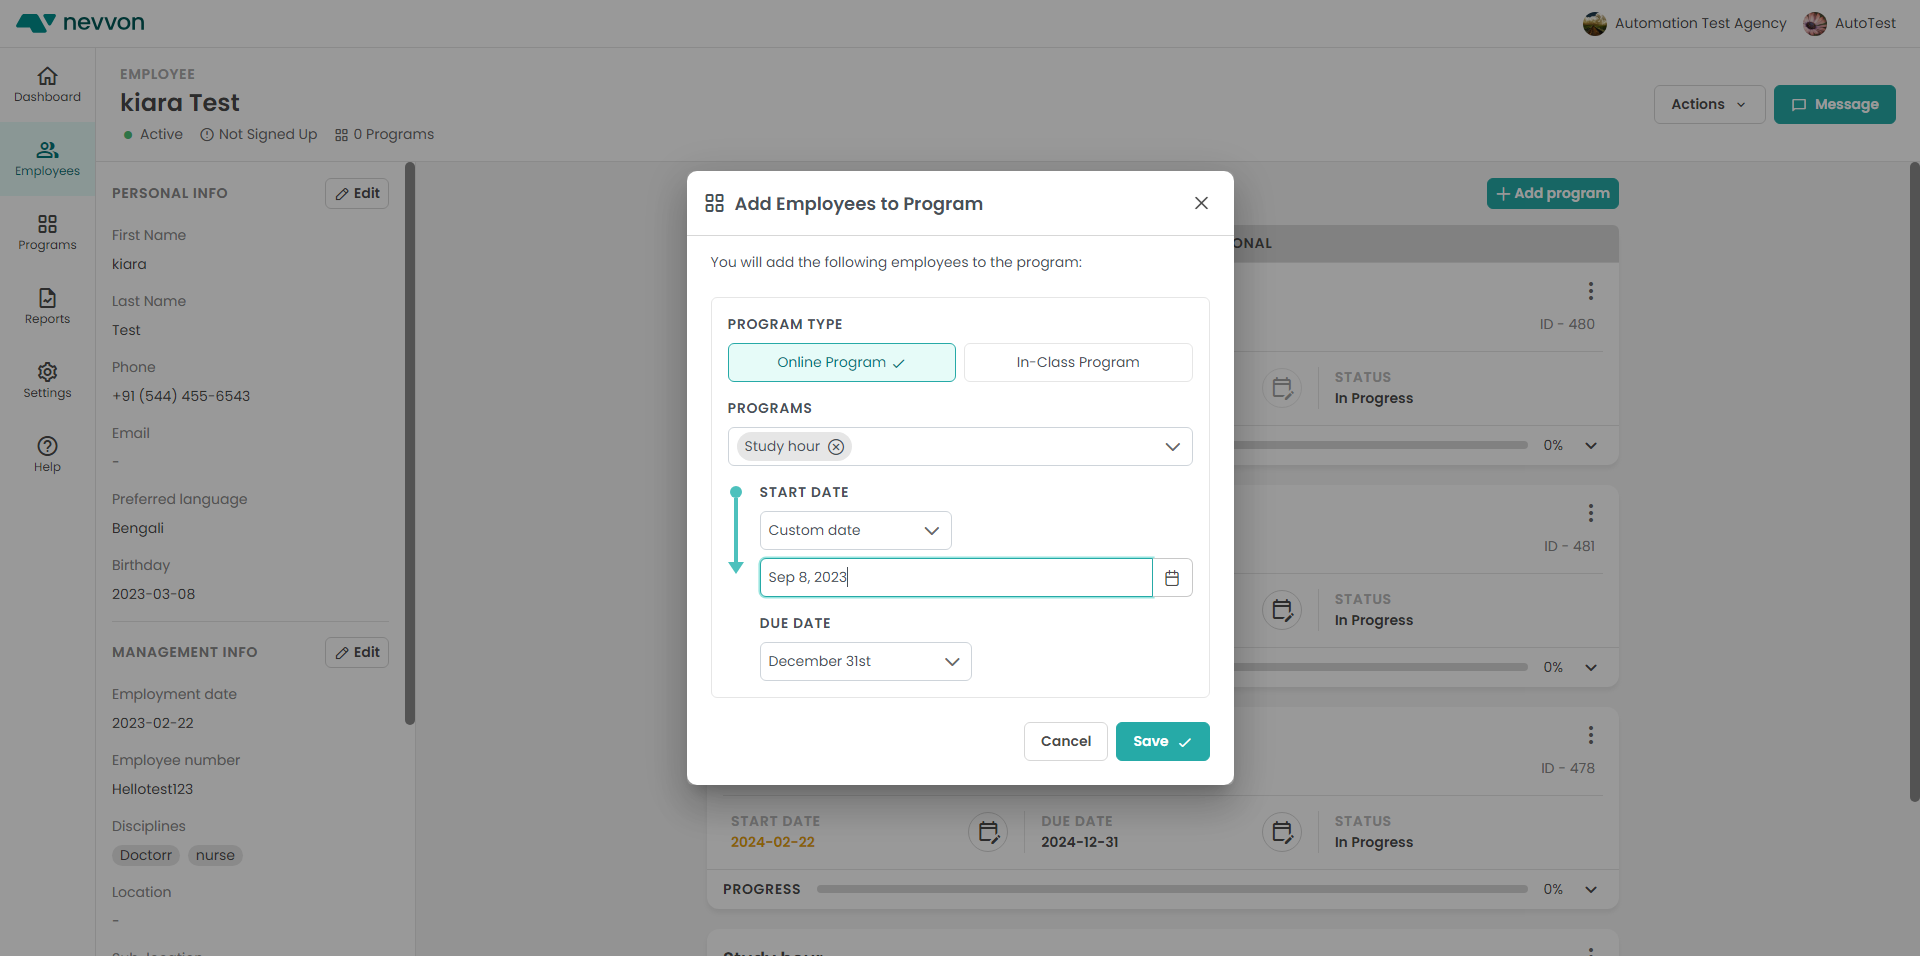 nevvon
Automation Test Agency
AutoTest
Dashboard
Employees
Programs
Reports
Settings
Help
EMPLOYEE
kiara Test
Active
Not Signed Up
0 Programs
Actions
Message
PERSONAL INFO
Edit
First Name
kiara
Last Name
Test
Phone
+91 (544) 455-6543
Email
-
Preferred language
Bengali
Birthday
2023-03-08
MANAGEMENT INFO
Edit
Employment date
2023-02-22
Employee number
Hellotest123
Disciplines
Doctorr nurse
Location
-
Add Employees to Program
You will add the following employees to the program:
PROGRAM TYPE
Online Program
In-Class Program
PROGRAMS
Study hour
START DATE
Custom date
Sep 8, 2023
DUE DATE
December 31st
Cancel
Save
Add program
ONAL
ID - 480
STATUS
In Progress
0%
ID - 481
STATUS
In Progress
0%
ID - 478
START DATE
2024-02-22
DUE DATE
2024-12-31
STATUS
In Progress
PROGRESS
0%
Study hour